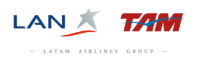 LAN TAM
— LATAM AIRLINES GROUP —